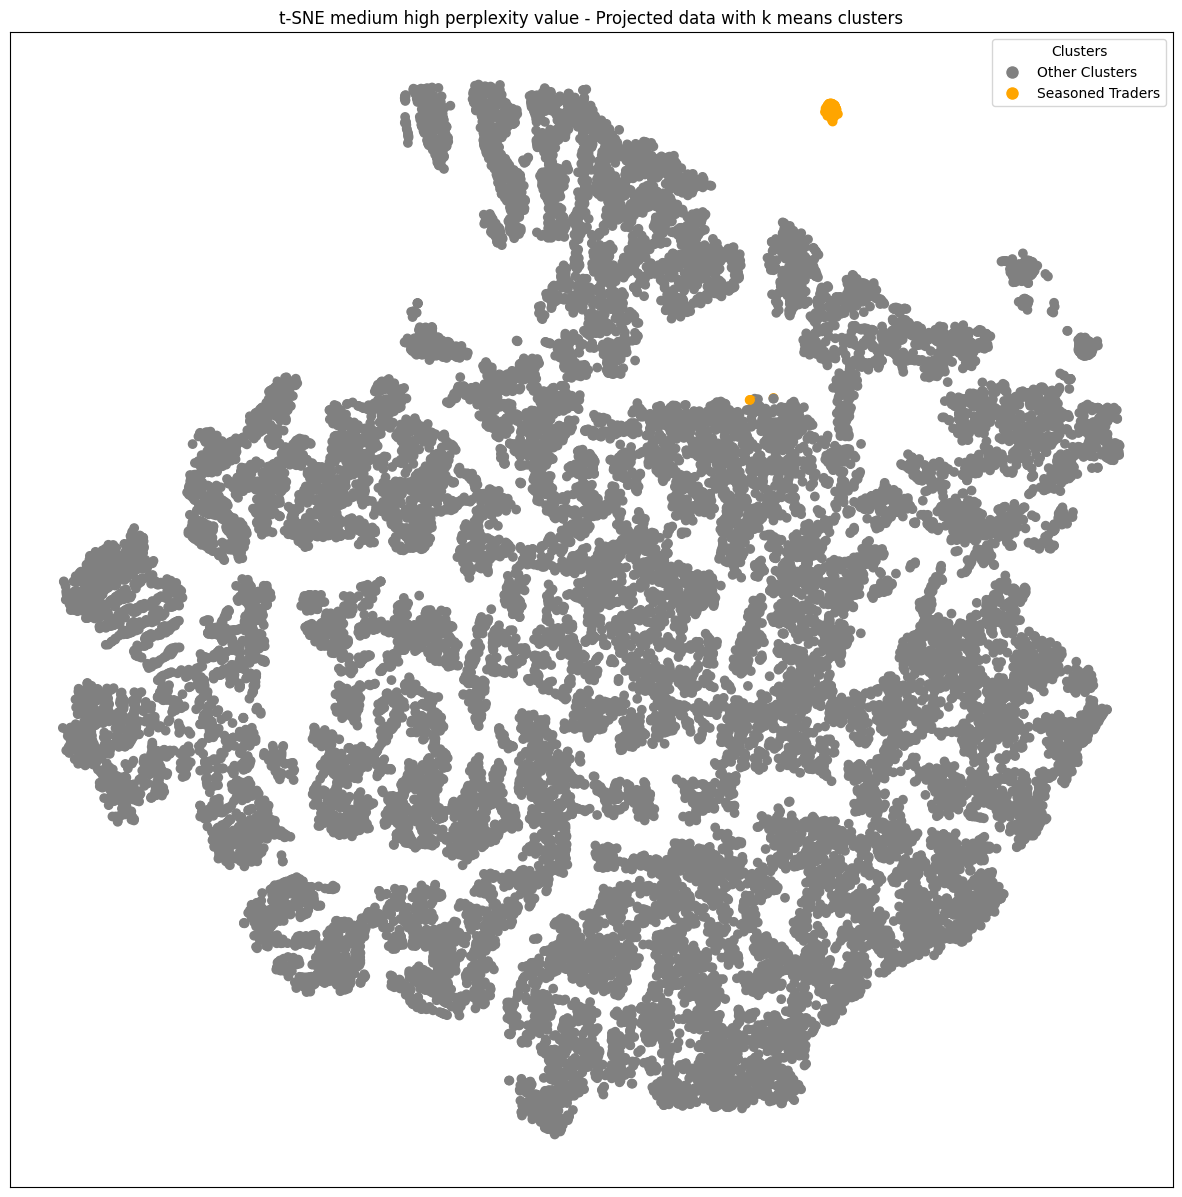 t-SNE medium high perplexity value - Projected data with k means clusters
Clusters
Other Clusters
Seasoned Traders